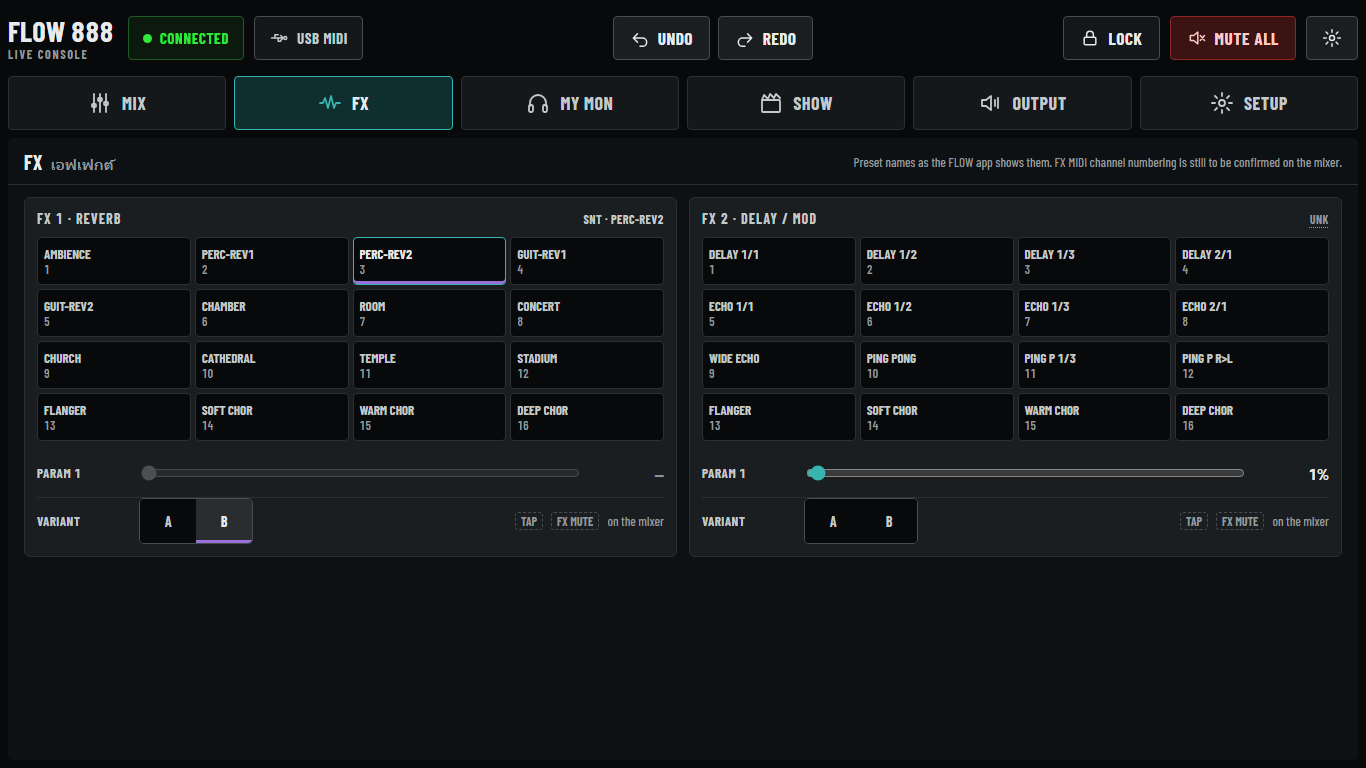 FLOW 888
LIVE CONSOLE
CONNECTED
USB MIDI
UNDO
REDO
LOCK
MUTE ALL
MIX
FX
MY MON
SHOW
OUTPUT
SETUP
FX เอฟเฟกต์
Preset names as the FLOW app shows them. FX MIDI channel numbering is still to be confirmed on the mixer.
FX 1 · REVERB
SNT · PERC-REV2
AMBIENCE
1
PERC-REV1
2
PERC-REV2
3
GUIT-REV1
4
GUIT-REV2
5
CHAMBER
6
ROOM
7
CONCERT
8
CHURCH
9
CATHEDRAL
10
TEMPLE
11
STADIUM
12
FLANGER
13
SOFT CHOR
14
WARM CHOR
15
DEEP CHOR
16
PARAM 1
–
VARIANT
A
B
TAP
FX MUTE
on the mixer
FX 2 · DELAY / MOD
UNK
DELAY 1/1
1
DELAY 1/2
2
DELAY 1/3
3
DELAY 2/1
4
ECHO 1/1
5
ECHO 1/2
6
ECHO 1/3
7
ECHO 2/1
8
WIDE ECHO
9
PING PONG
10
PING P 1/3
11
PING P R>L
12
FLANGER
13
SOFT CHOR
14
WARM CHOR
15
DEEP CHOR
16
PARAM 1
1%
VARIANT
A
B
TAP
FX MUTE
on the mixer